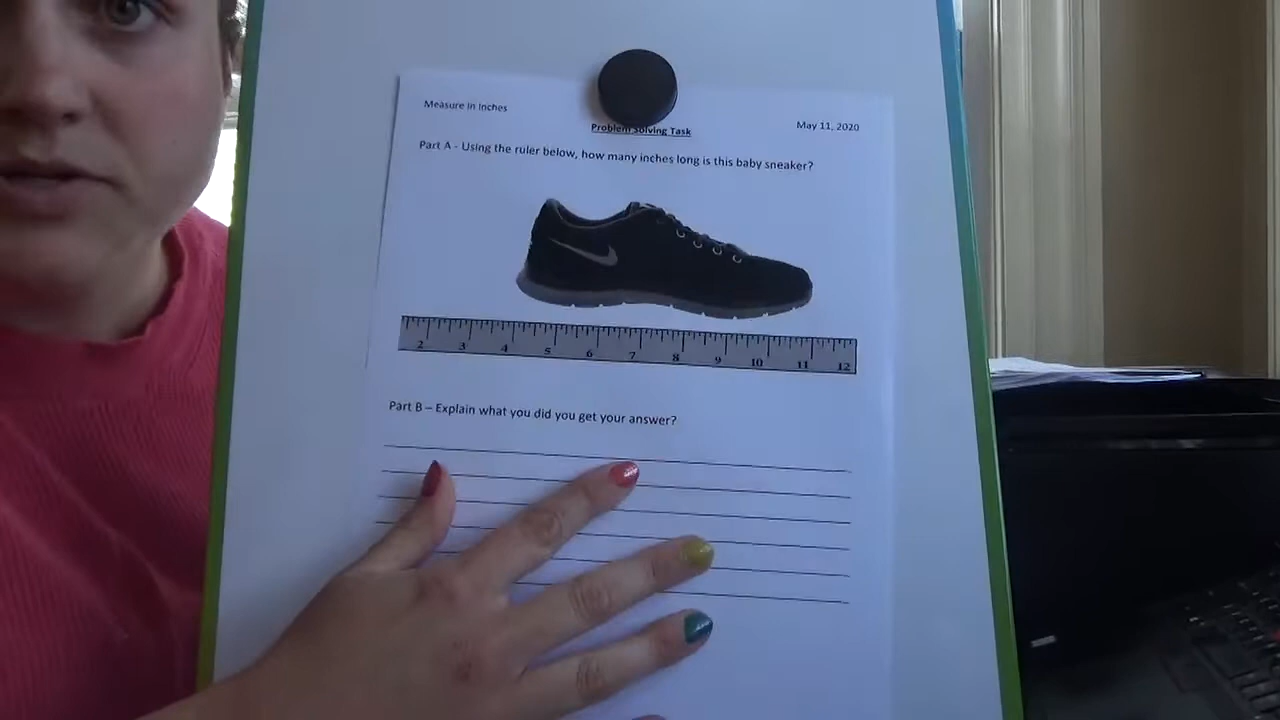 Measure in Inches
May 11, 2020
Problem Solving Task
Part A - Using the ruler below, how many inches long is this baby sneaker?
2 3 4 5 6 7 8 9 10 11 12
Part B – Explain what you did you get your answer?